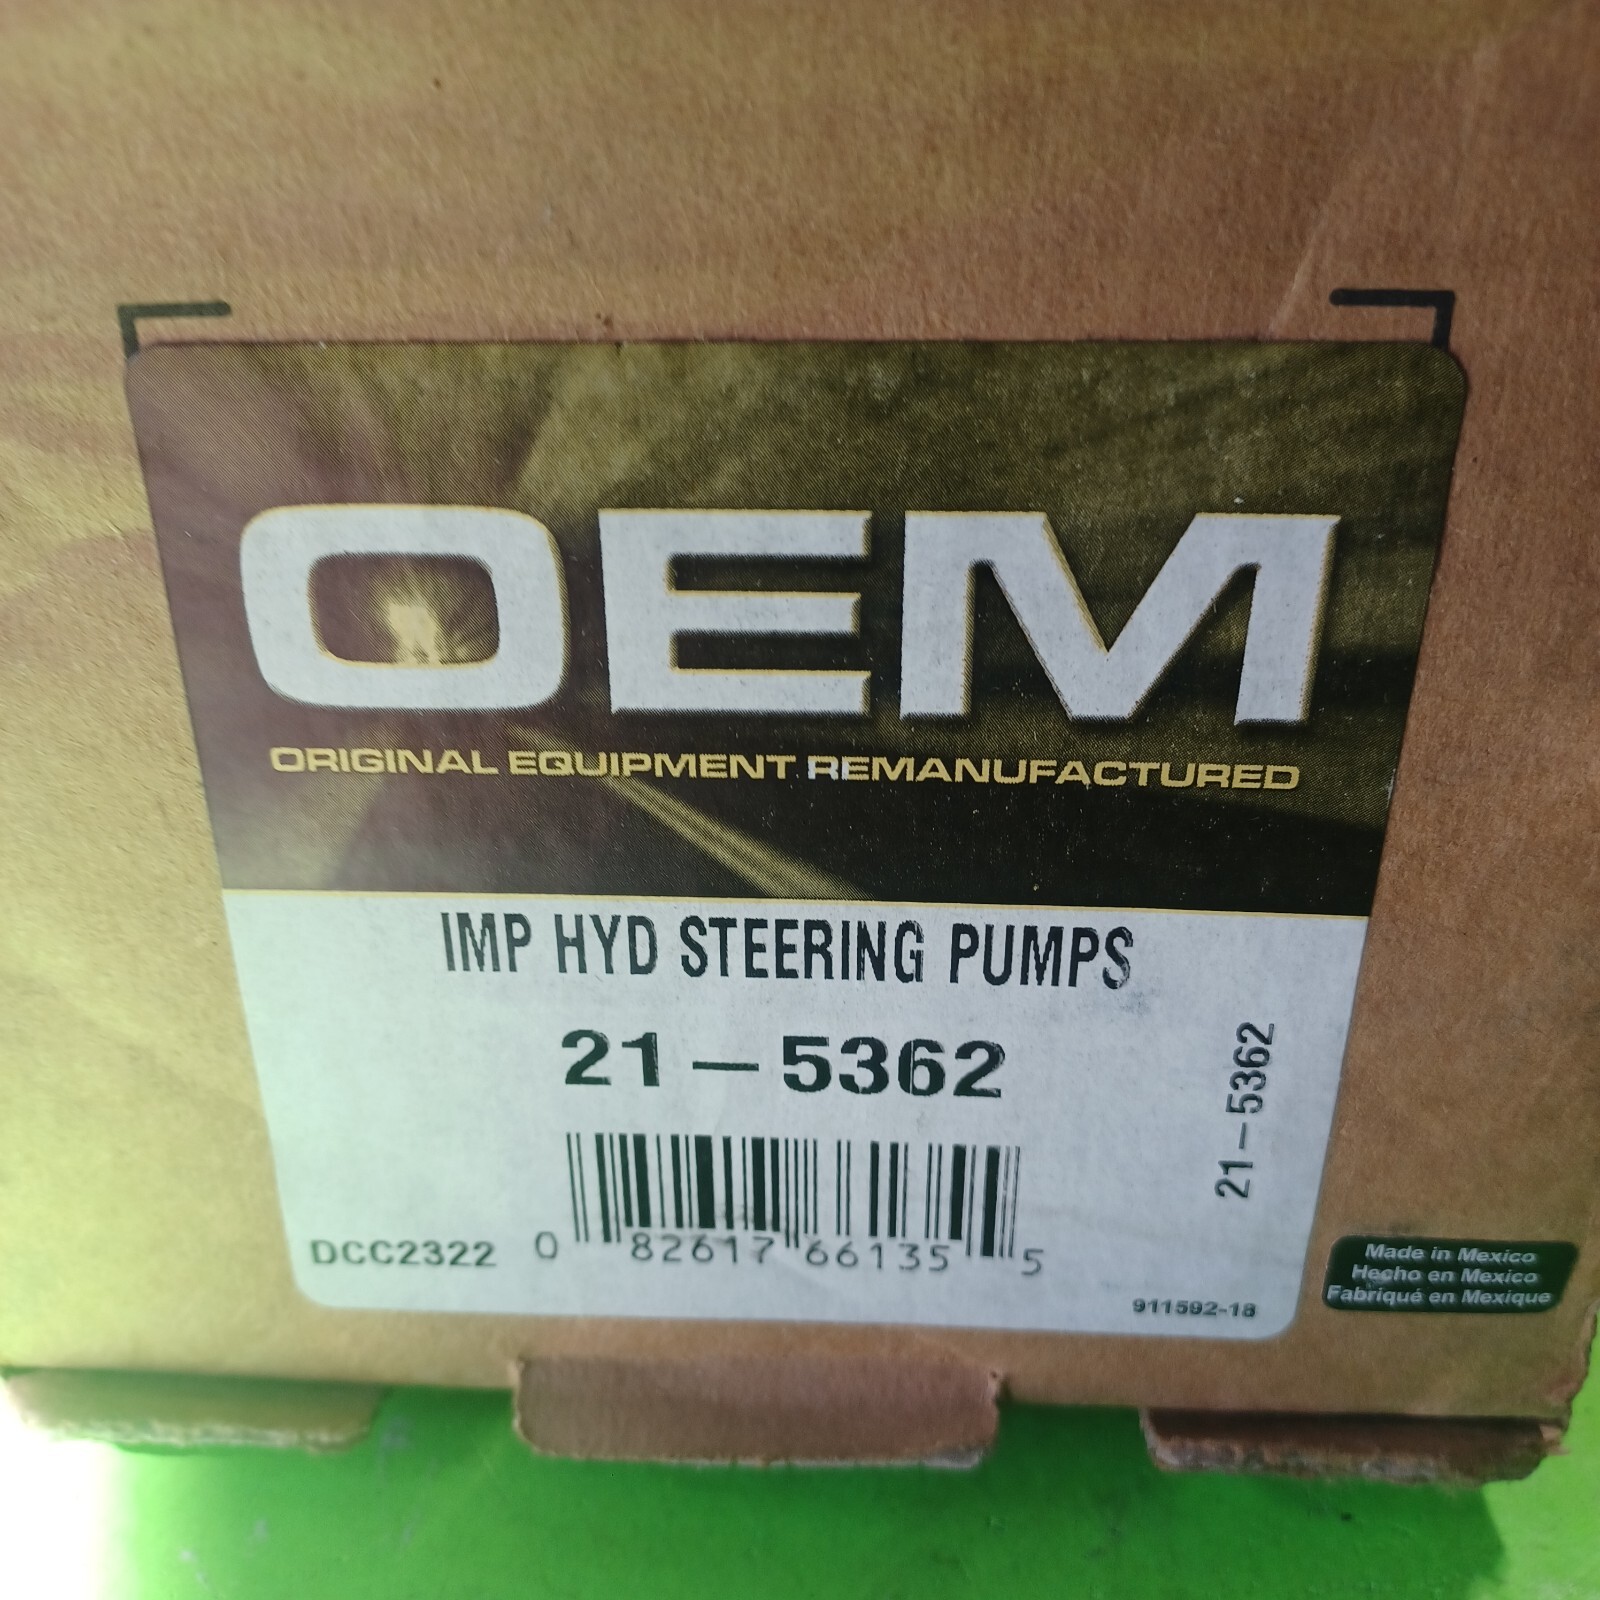 OEM
ORIGINAL EQUIPMENT REMANUFACTURED
IMP HYD STEERING PUMPS
21-5362
21-5362
DCC2322
0 82617 66135 5
911592-18
Made in Mexico
Hecho en Mexico
Fabriqué en Mexique